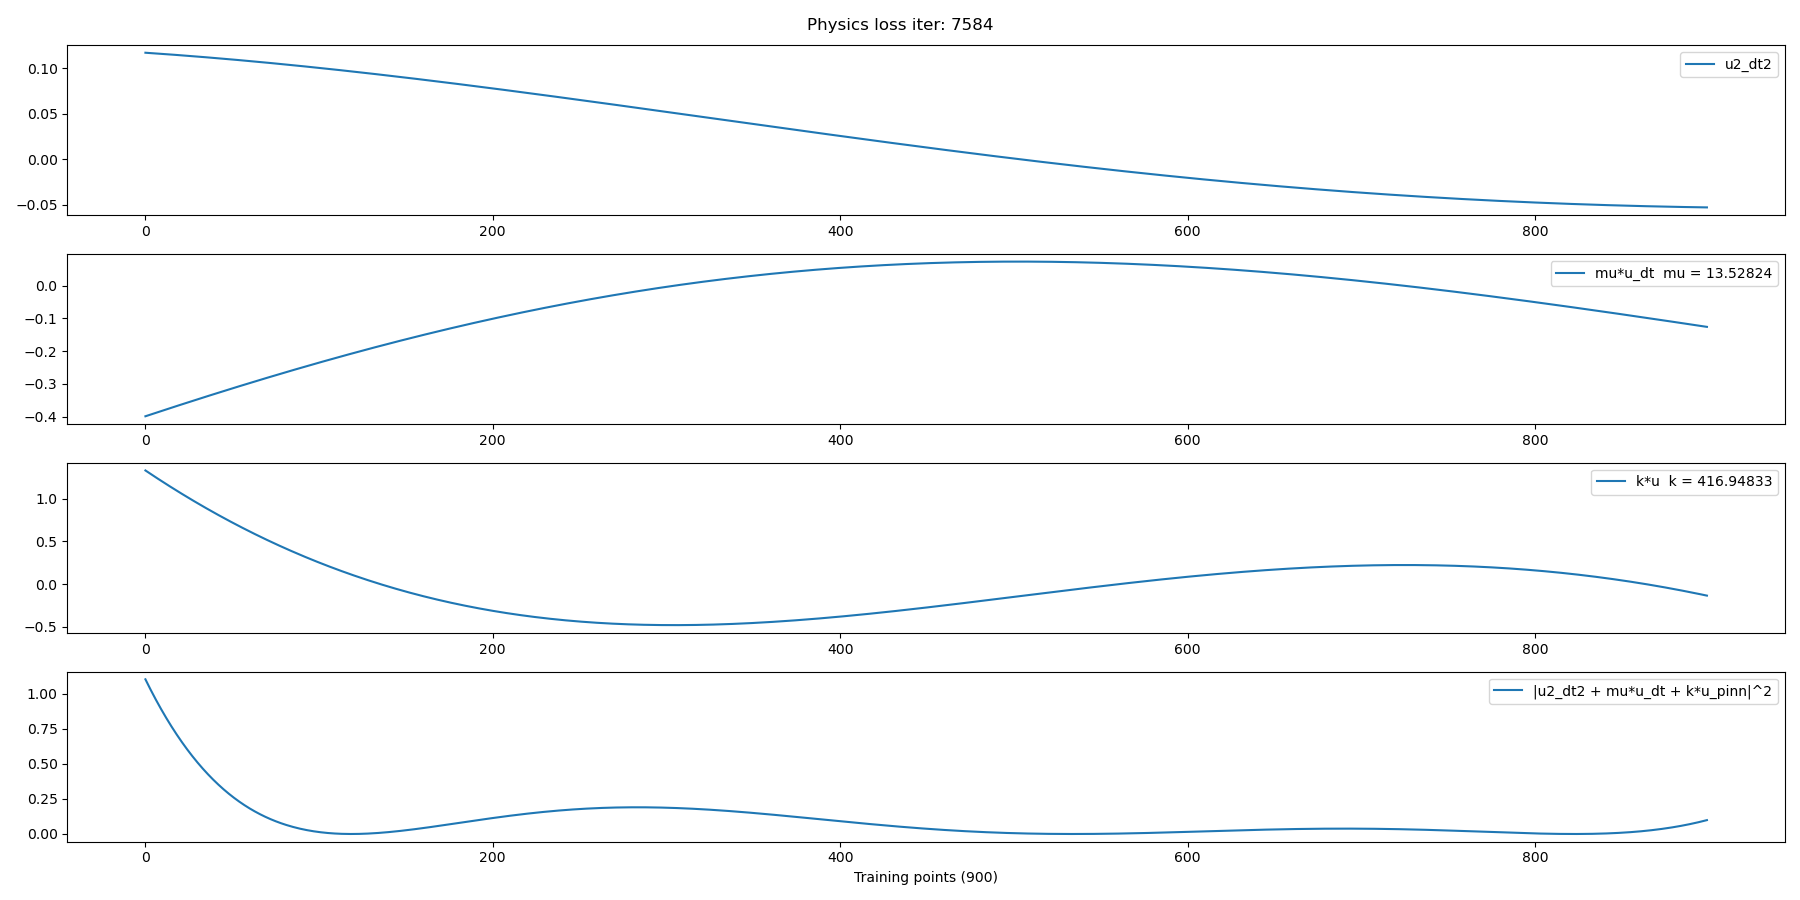 Physics loss iter: 7584
0.10
0.05
0.00
−0.05
u2_dt2
0 200 400 600 800
0.0
−0.1
−0.2
−0.3
−0.4
mu*u_dt mu = 13.52824
0 200 400 600 800
1.0
0.5
0.0
−0.5
k*u k = 416.94833
0 200 400 600 800
1.00
0.75
0.50
0.25
0.00
|u2_dt2 + mu*u_dt + k*u_pinn|^2
0 200 400 600 800
Training points (900)